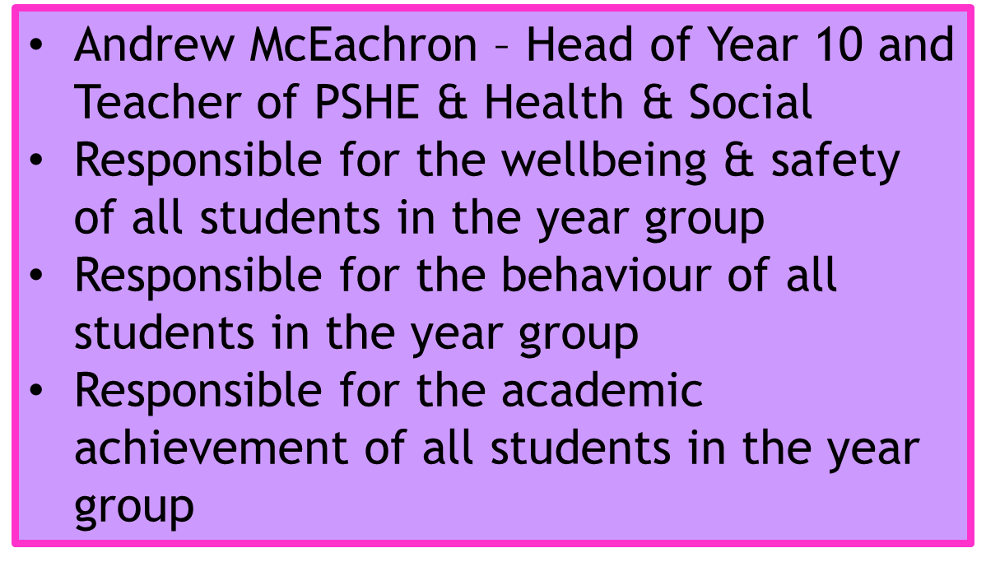 • Andrew McEachron – Head of Year 10 and
Teacher of PSHE & Health & Social
• Responsible for the wellbeing & safety
of all students in the year group
• Responsible for the behaviour of all
students in the year group
• Responsible for the academic
achievement of all students in the year
group